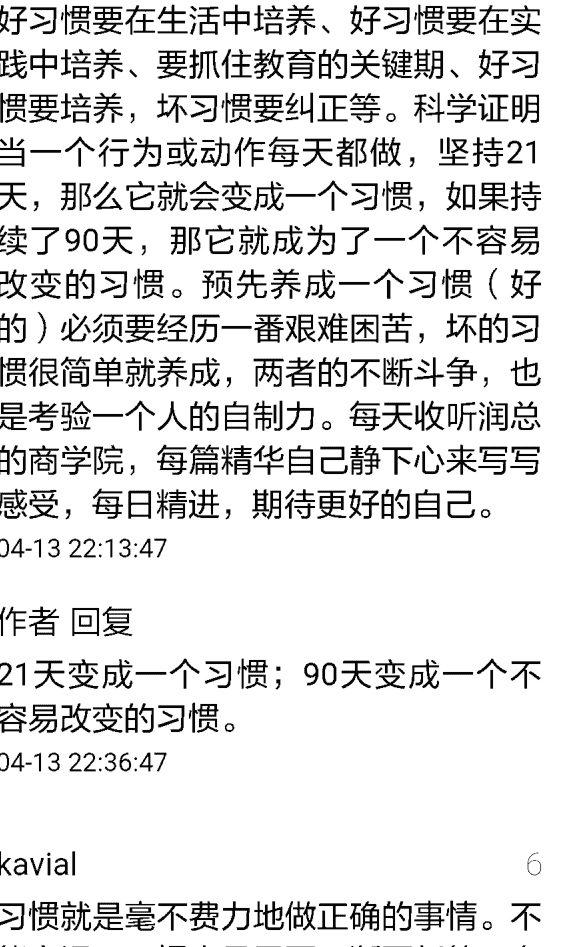 好习惯要在生活中培养、好习惯要在实
践中培养、要抓住教育的关键期、好习
惯要培养，坏习惯要纠正等。科学证明
当一个行为或动作每天都做，坚持21
天，那么它就会变成一个习惯，如果持
续了90天，那它就成为了一个不容易
改变的习惯。预先养成一个习惯（好
的）必须要经历一番艰难困苦，坏的习
惯很简单就养成，两者的不断斗争，也
是考验一个人的自制力。每天收听润总
的商学院，每篇精华自己静下心来写写
感受，每日精进，期待更好的自己。
04-13 22:13:47
作者 回复
21天变成一个习惯；90天变成一个不
容易改变的习惯。
04-13 22:36:47
kavial 6
习惯就是毫不费力地做正确的事情。不